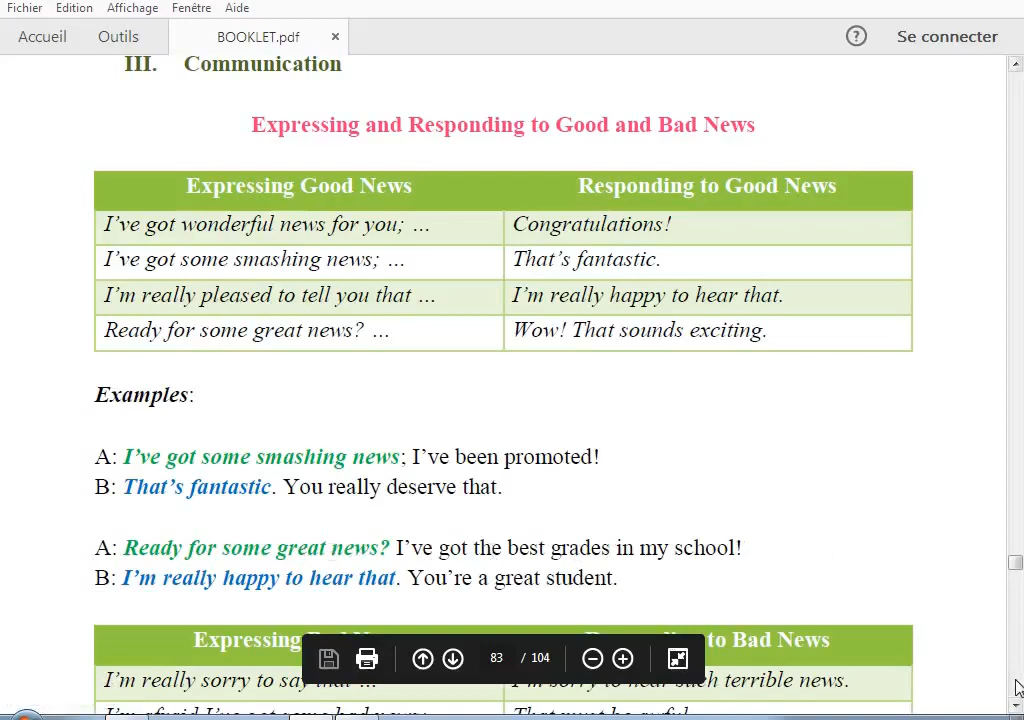 Fichier Edition Affichage Fenêtre Aide
Accueil Outils BOOKLET.pdf × ? Se connecter
III. Communication
Expressing and Responding to Good and Bad News
Expressing Good News Responding to Good News
I've got wonderful news for you; … Congratulations!
I've got some smashing news; … That's fantastic.
I'm really pleased to tell you that … I'm really happy to hear that.
Ready for some great news? … Wow! That sounds exciting.
Examples:
A: I've got some smashing news; I've been promoted!
B: That's fantastic. You really deserve that.
A: Ready for some great news? I've got the best grades in my school!
B: I'm really happy to hear that. You're a great student.
Expressing to Bad News
83 / 104
I'm really sorry to say that … I'm sorry to hear such terrible news.